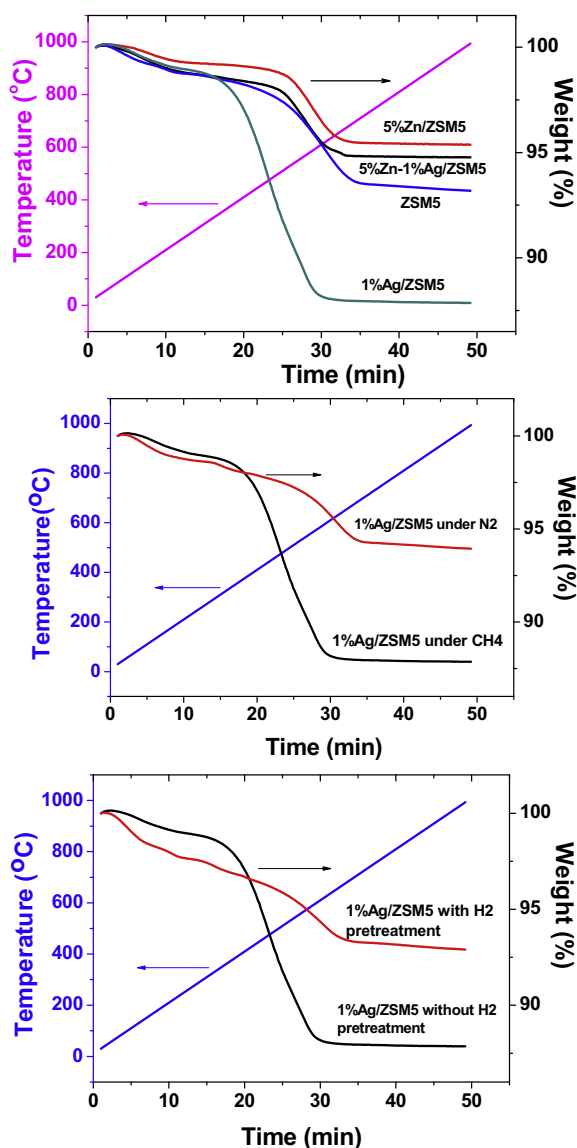 1000
800
600
400
200
0
Temperature (°C)
100
95
90
Weight (%)
5%Zn/ZSM5
5%Zn-1%Ag/ZSM5
ZSM5
1%Ag/ZSM5
0 10 20 30 40 50
Time (min)
1000
800
600
400
200
0
Temperature(°C)
100
95
90
Weight (%)
1%Ag/ZSM5 under N2
1%Ag/ZSM5 under CH4
0 10 20 30 40 50
Time (min)
1000
800
600
400
200
0
Temperature (°C)
100
95
90
Weight (%)
1%Ag/ZSM5 with H2
pretreatment
1%Ag/ZSM5 without H2
pretreatment
0 10 20 30 40 50
Time (min)